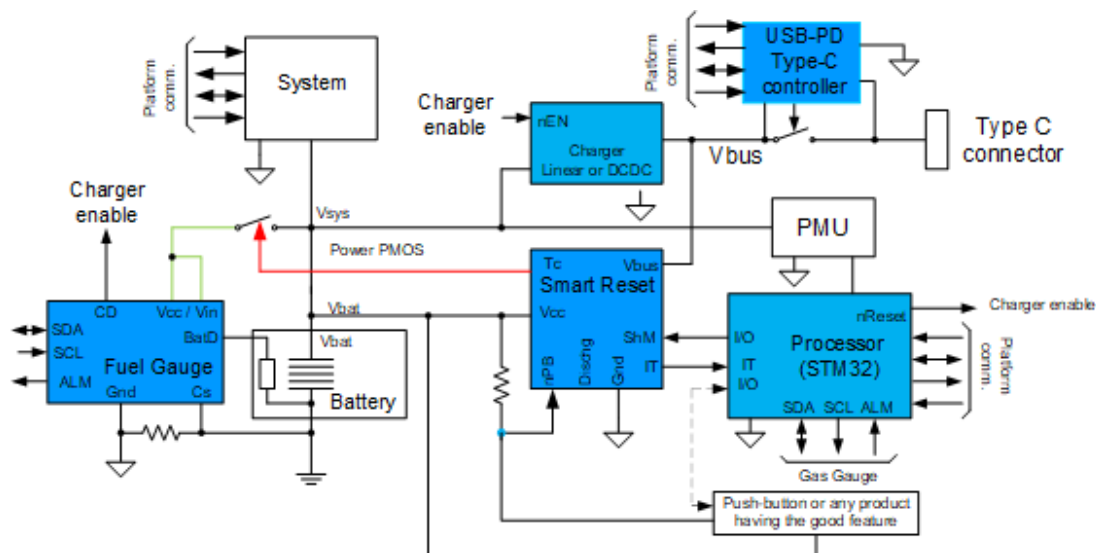 Platform
comm.
System
Charger
enable
nEN
Charger
Linear or DCDC
Platform
comm.
USB-PD
Type-C
controller
Vbus
Type C
connector
Charger
enable
Vsys
Power PMOS
PMU
Tc
Vbus
Smart Reset
Vcc
ShM
IT
nPB
Dischg
Gnd
nReset
I/O
Processor
(STM32)
IT
I/O
SDA SCL ALM
Charger enable
Platform
comm.
Gas Gauge
CD
Vcc / Vin
SDA
BatD
SCL
Fuel Gauge
ALM
Gnd
Cs
Vbat
Vbat
Battery
Push-button or any product
having the good feature